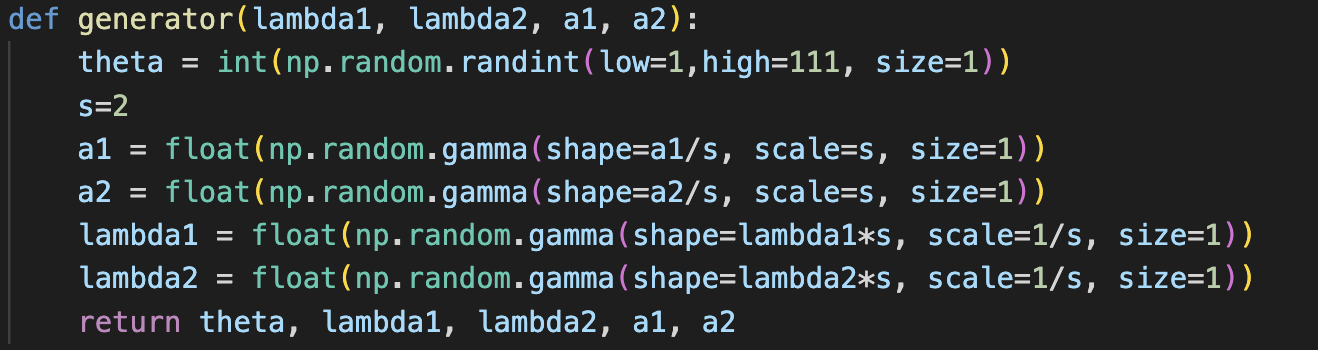 def generator(lambda1, lambda2, a1, a2):
    theta = int(np.random.randint(low=1,high=111, size=1))
    s=2
    a1 = float(np.random.gamma(shape=a1/s, scale=s, size=1))
    a2 = float(np.random.gamma(shape=a2/s, scale=s, size=1))
    lambda1 = float(np.random.gamma(shape=lambda1*s, scale=1/s, size=1))
    lambda2 = float(np.random.gamma(shape=lambda2*s, scale=1/s, size=1))
    return theta, lambda1, lambda2, a1, a2